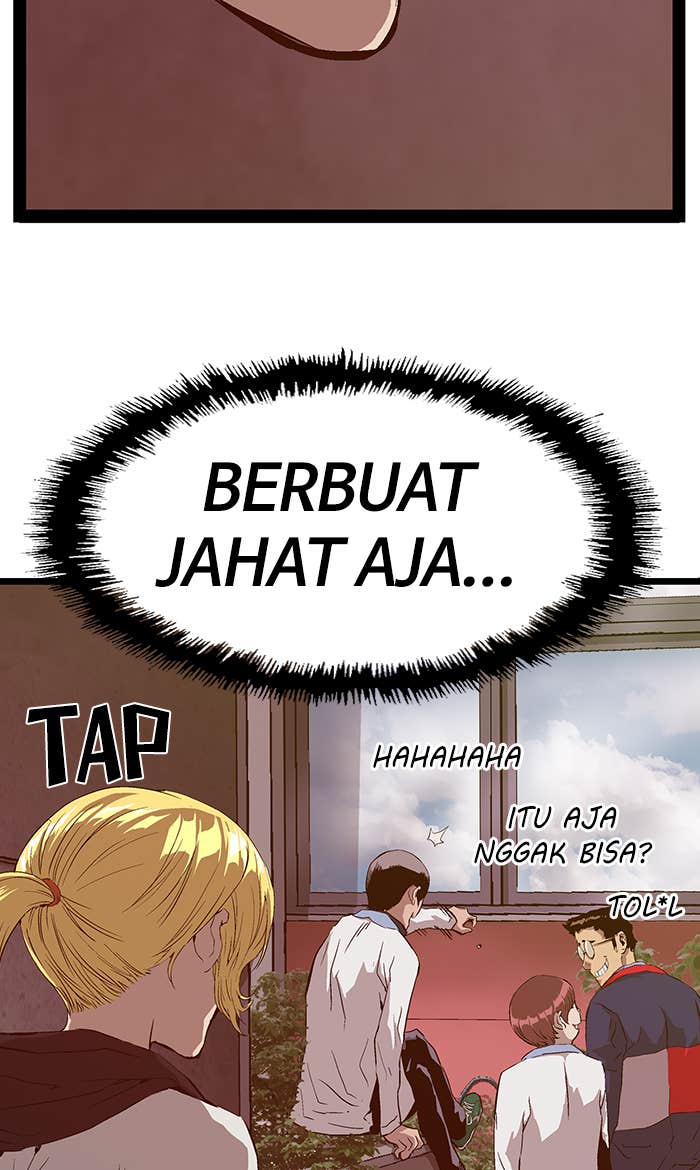 BERBUAT
JAHAT AJA...
TAP
HAHAHAHA
ITU AJA
NGGAK BISA?
TOL*L